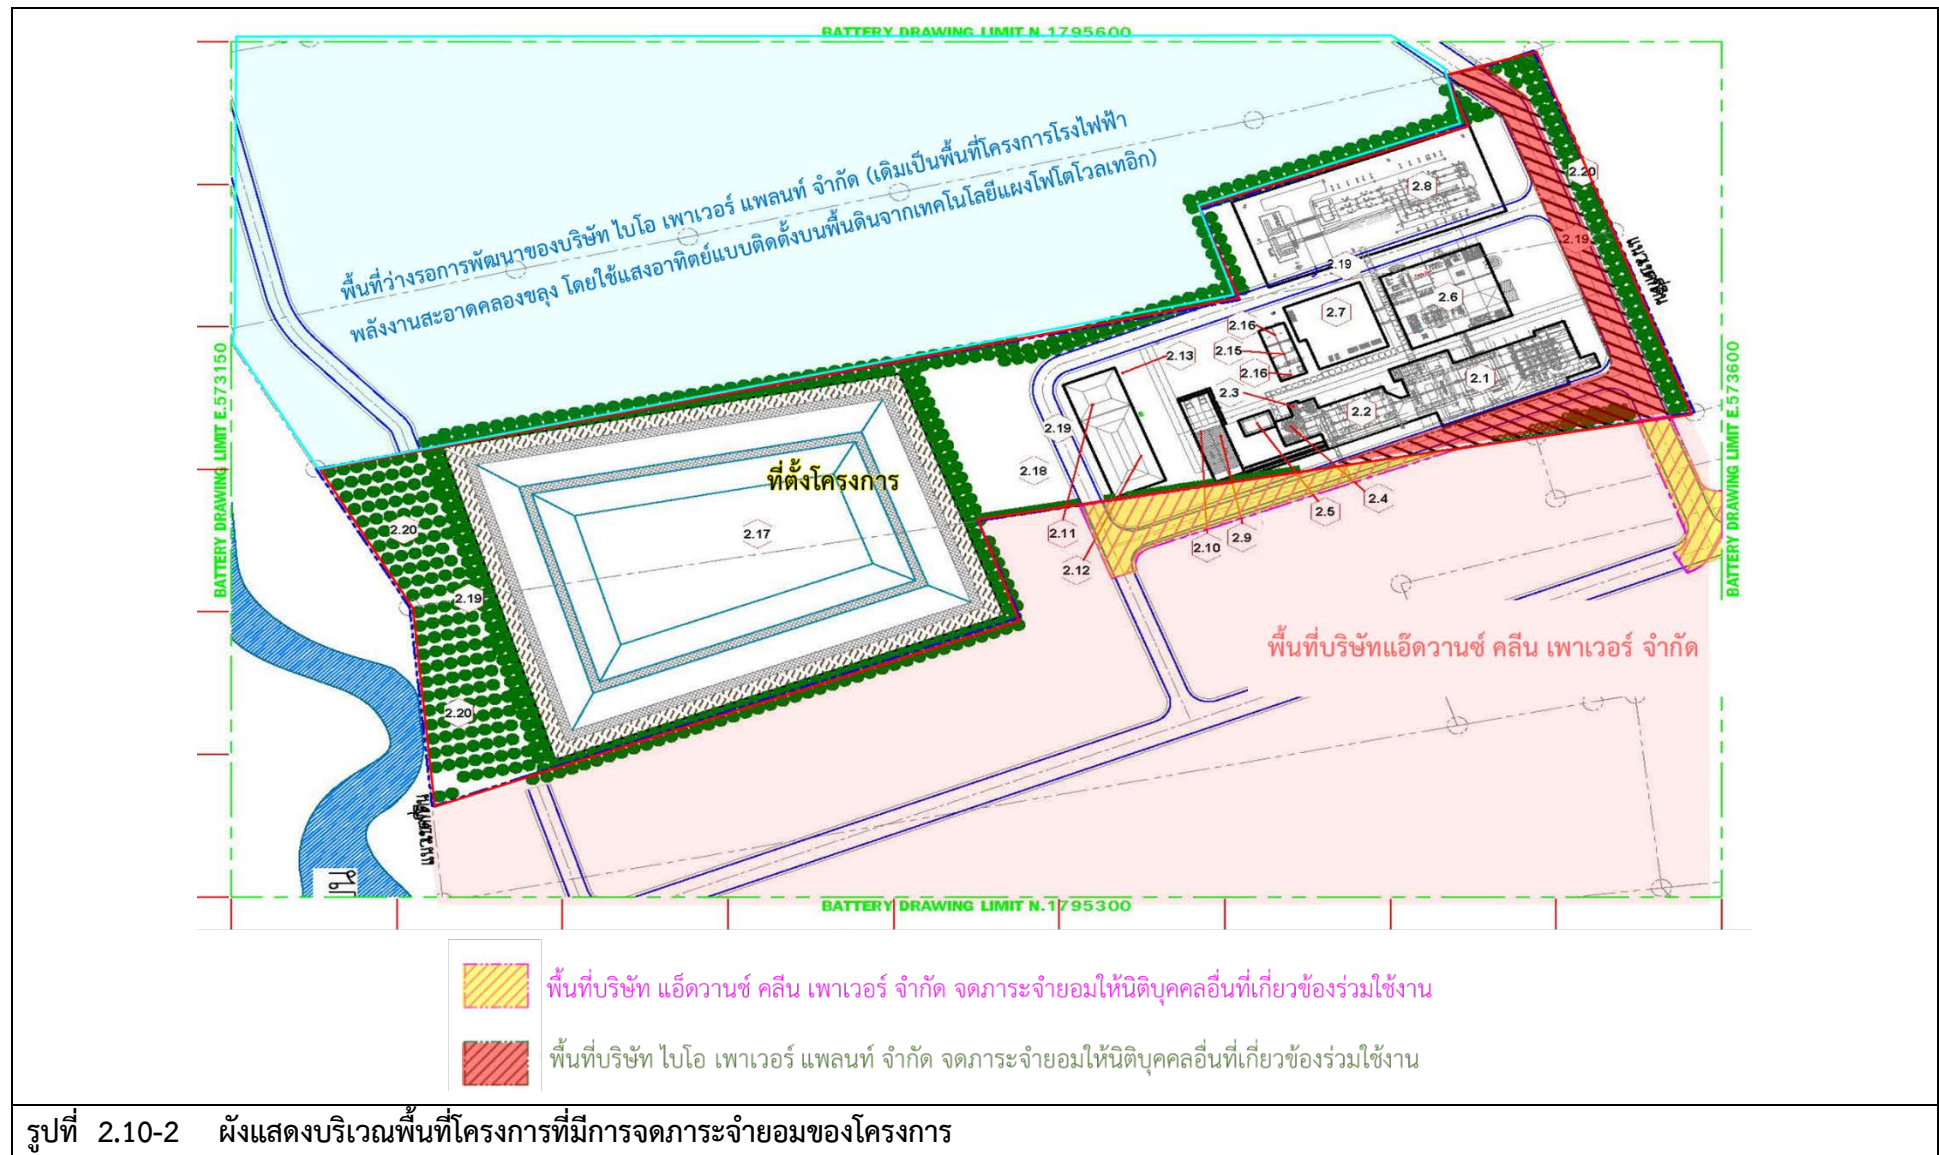 BATTERY DRAWING LIMIT N.1795600
พื้นที่ว่างรอการพัฒนาของบริษัท ไบโอ เพาเวอร์ แพลนท์ จำกัด (เดิมเป็นพื้นที่โครงการโรงไฟฟ้า
พลังงานสะอาดคลองขลุง โดยใช้แสงอาทิตย์แบบติดตั้งบนพื้นดินจากเทคโนโลยีแผงโฟโตโวลเทอิก)
2.20
2.8
2.19
แนวเขตที่ดิน
2.19
2.6
2.7
2.16
2.15
2.16
2.13
2.1
2.3
2.2
BATTERY DRAWING LIMIT E.573150
BATTERY DRAWING LIMIT E.573600
2.19
2.18
ที่ตั้งโครงการ
2.4
2.5
2.20
2.17
2.11
2.10
2.9
2.12
2.19
พื้นที่บริษัทแอ๊ดวานซ์ คลีน เพาเวอร์ จำกัด
2.20
แนวเขตที่ดิน
BATTERY DRAWING LIMIT N.1795300
พื้นที่บริษัท แอ็ดวานซ์ คลีน เพาเวอร์ จำกัด จดภาระจำยอมให้นิติบุคคลอื่นที่เกี่ยวข้องร่วมใช้งาน
พื้นที่บริษัท ไบโอ เพาเวอร์ แพลนท์ จำกัด จดภาระจำยอมให้นิติบุคคลอื่นที่เกี่ยวข้องร่วมใช้งาน
รูปที่ 2.10-2 ผังแสดงบริเวณพื้นที่โครงการที่มีการจดภาระจำยอมของโครงการ